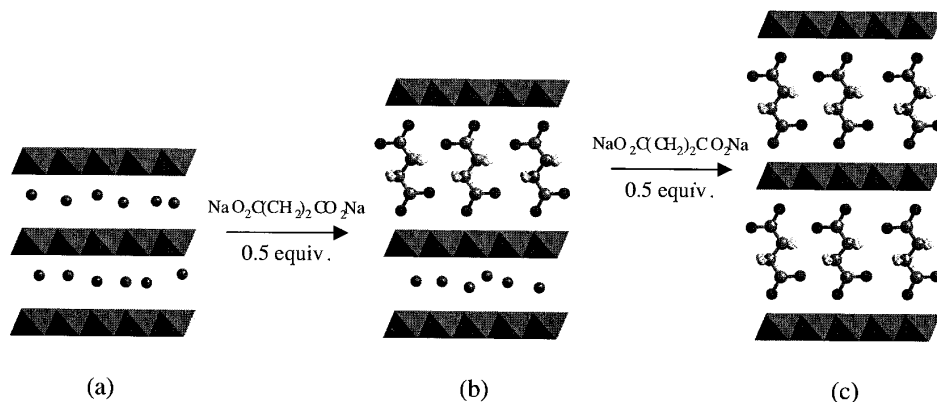 NaO2C(CH2)2CO2Na
0.5 equiv.
NaO2C(CH2)2CO2Na
0.5 equiv.
(a)
(b)
(c)